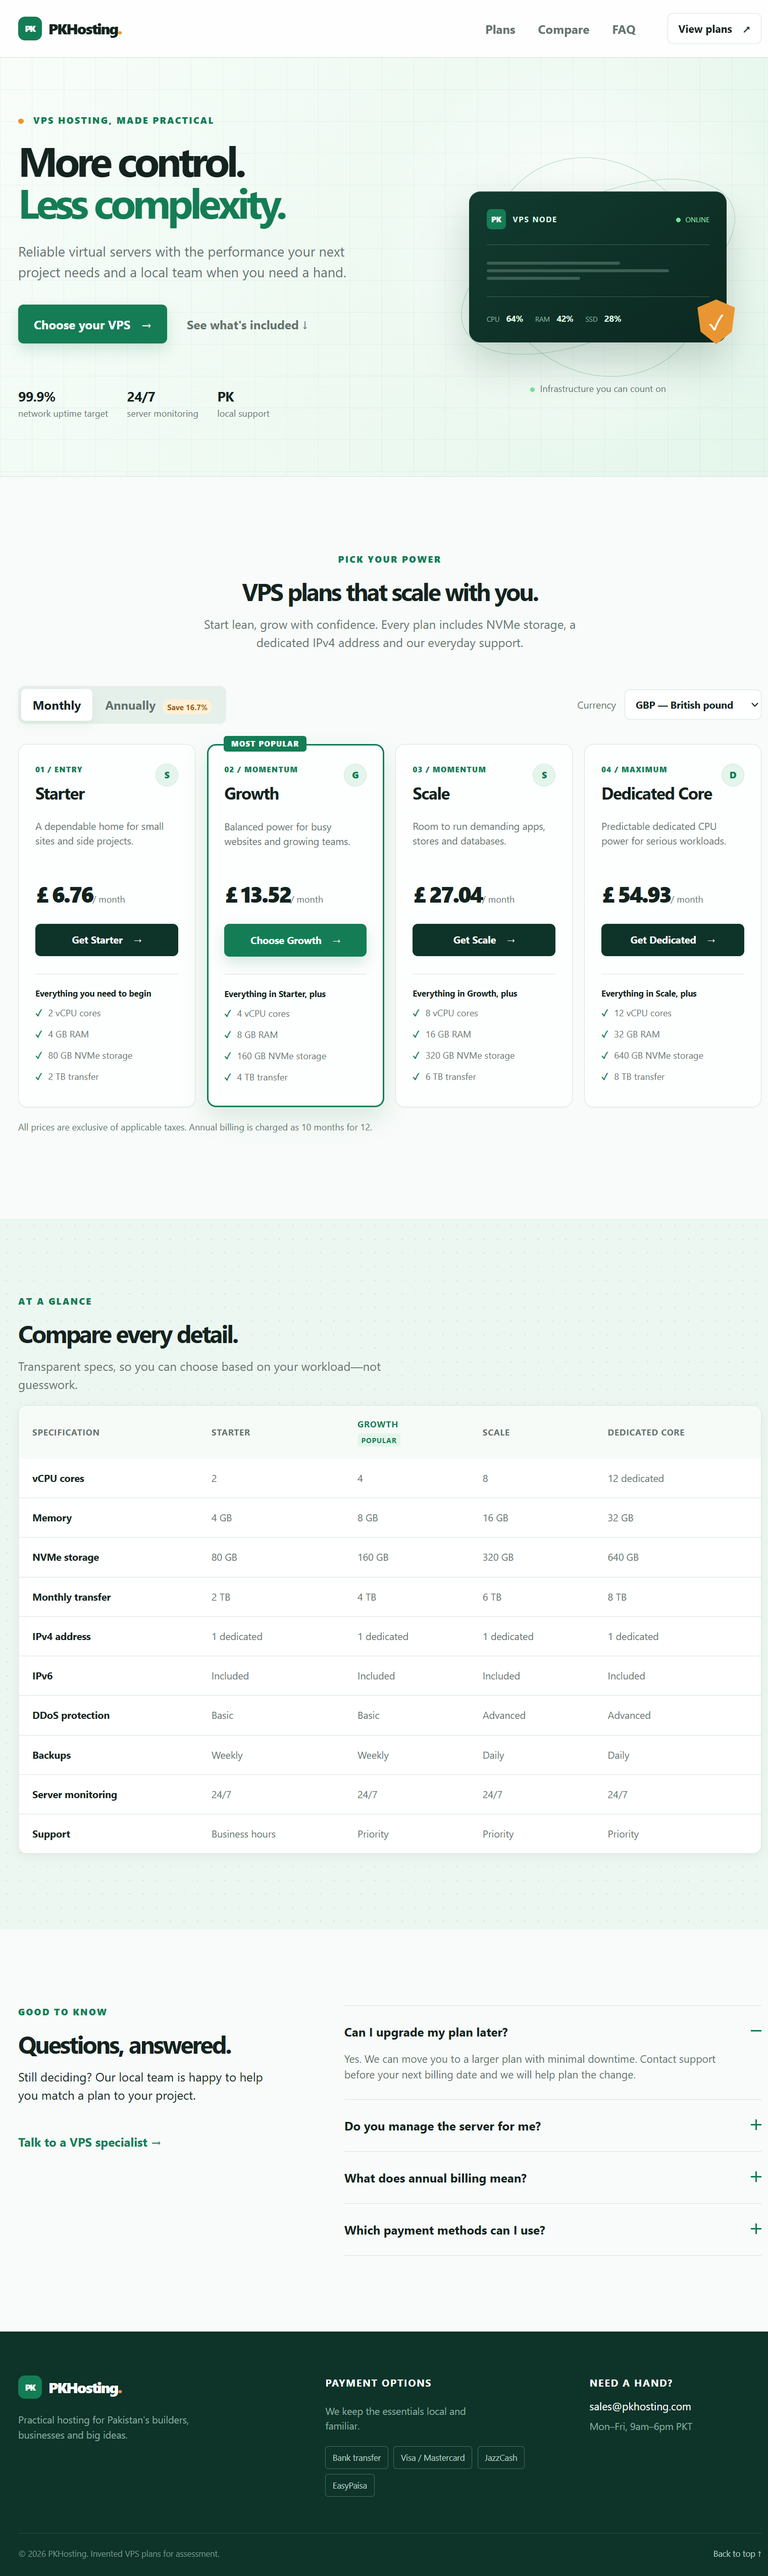 PK PKHosting.
Plans Compare FAQ View plans ↗
VPS HOSTING, MADE PRACTICAL
More control.
Less complexity.
Reliable virtual servers with the performance your next
project needs and a local team when you need a hand.
Choose your VPS →
See what's included ↓
99.9%
network uptime target
24/7
server monitoring
PK
local support
PK VPS NODE
ONLINE
CPU 64% RAM 42% SSD 28%
✓
Infrastructure you can count on
PICK YOUR POWER
VPS plans that scale with you.
Start lean, grow with confidence. Every plan includes NVMe storage, a
dedicated IPv4 address and our everyday support.
Monthly Annually Save 16.7%
Currency GBP — British pound
01 / ENTRY
S
Starter
A dependable home for small
sites and side projects.
£ 6.76 / month
Get Starter →
Everything you need to begin
✓ 2 vCPU cores
✓ 4 GB RAM
✓ 80 GB NVMe storage
✓ 2 TB transfer
MOST POPULAR
02 / MOMENTUM
G
Growth
Balanced power for busy
websites and growing teams.
£ 13.52 / month
Choose Growth →
Everything in Starter, plus
✓ 4 vCPU cores
✓ 8 GB RAM
✓ 160 GB NVMe storage
✓ 4 TB transfer
03 / MOMENTUM
S
Scale
Room to run demanding apps,
stores and databases.
£ 27.04 / month
Get Scale →
Everything in Growth, plus
✓ 8 vCPU cores
✓ 16 GB RAM
✓ 320 GB NVMe storage
✓ 6 TB transfer
04 / MAXIMUM
D
Dedicated Core
Predictable dedicated CPU
power for serious workloads.
£ 54.93 / month
Get Dedicated →
Everything in Scale, plus
✓ 12 vCPU cores
✓ 32 GB RAM
✓ 640 GB NVMe storage
✓ 8 TB transfer
All prices are exclusive of applicable taxes. Annual billing is charged as 10 months for 12.
AT A GLANCE
Compare every detail.
Transparent specs, so you can choose based on your workload—not
guesswork.
SPECIFICATION STARTER GROWTH POPULAR SCALE DEDICATED CORE
vCPU cores 2 4 8 12 dedicated
Memory 4 GB 8 GB 16 GB 32 GB
NVMe storage 80 GB 160 GB 320 GB 640 GB
Monthly transfer 2 TB 4 TB 6 TB 8 TB
IPv4 address 1 dedicated 1 dedicated 1 dedicated 1 dedicated
IPv6 Included Included Included Included
DDoS protection Basic Basic Advanced Advanced
Backups Weekly Weekly Daily Daily
Server monitoring 24/7 24/7 24/7 24/7
Support Business hours Priority Priority Priority
GOOD TO KNOW
Questions, answered.
Still deciding? Our local team is happy to help
you match a plan to your project.
Talk to a VPS specialist →
Can I upgrade my plan later? −
Yes. We can move you to a larger plan with minimal downtime. Contact support
before your next billing date and we will help plan the change.
Do you manage the server for me? +
What does annual billing mean? +
Which payment methods can I use? +
PK PKHosting.
Practical hosting for Pakistan's builders,
businesses and big ideas.
PAYMENT OPTIONS
We keep the essentials local and
familiar.
Bank transfer Visa / Mastercard JazzCash
EasyPaisa
NEED A HAND?
sales@pkhosting.com
Mon–Fri, 9am–6pm PKT
© 2026 PKHosting. Invented VPS plans for assessment.
Back to top ↑